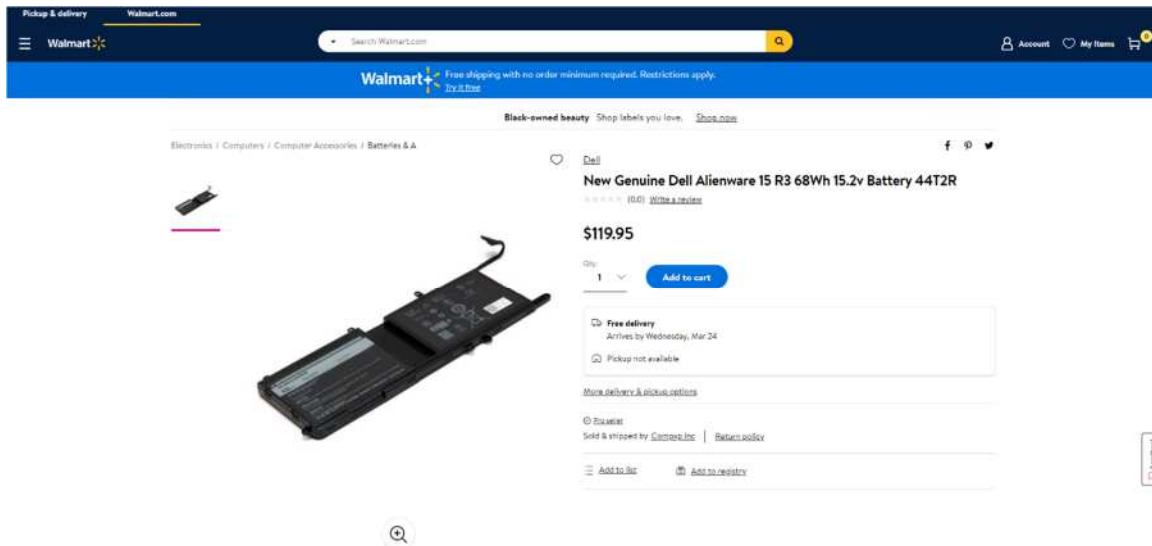 Pickup & delivery Walmart.com
Walmart Search Walmart.com Account My Items 0
Walmart+ Free shipping with no order minimum required. Restrictions apply.
Try it free
Black-owned beauty Shop labels you love. Shop now
Electronics / Computers / Computer Accessories / Batteries & A
Dell
New Genuine Dell Alienware 15 R3 68Wh 15.2v Battery 44T2R
(0.0) Write a review
$119.95
Qty:
1 Add to cart
Free delivery
Arrives by Wednesday, Mar 24
Pickup not available
More delivery & pickup options
Pro seller
Sold & shipped by Compvp Inc | Return policy
Add to list Add to registry